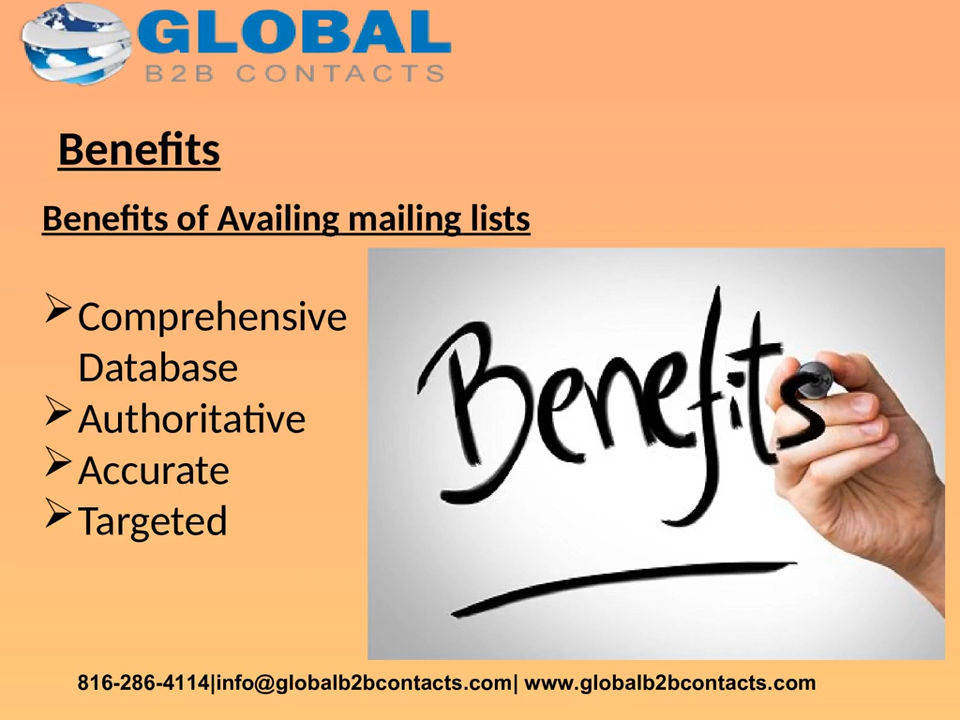 GLOBAL
B2B CONTACTS
Benefits
Benefits of Availing mailing lists
Comprehensive
Database
Authoritative
Accurate
Targeted
Benefits
816-286-4114|info@globalb2bcontacts.com| www.globalb2bcontacts.com